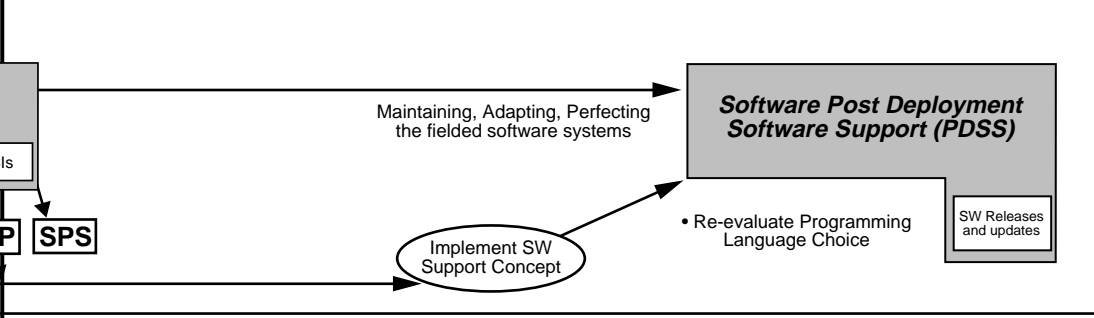 Maintaining, Adapting, Perfecting
the fielded software systems
Software Post Deployment
Software Support (PDSS)
SPS
Implement SW
Support Concept
• Re-evaluate Programming
Language Choice
SW Releases
and updates